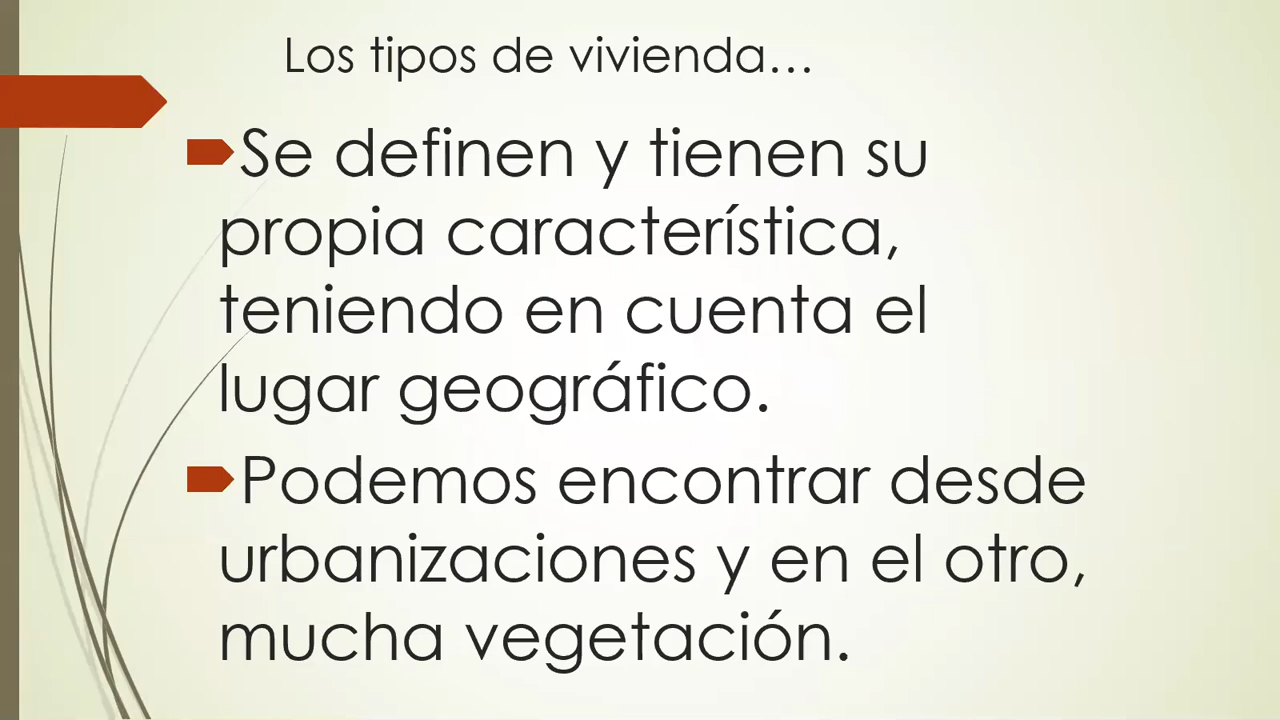 Los tipos de vivienda…
Se definen y tienen su
propia característica,
teniendo en cuenta el
lugar geográfico.
Podemos encontrar desde
urbanizaciones y en el otro,
mucha vegetación.